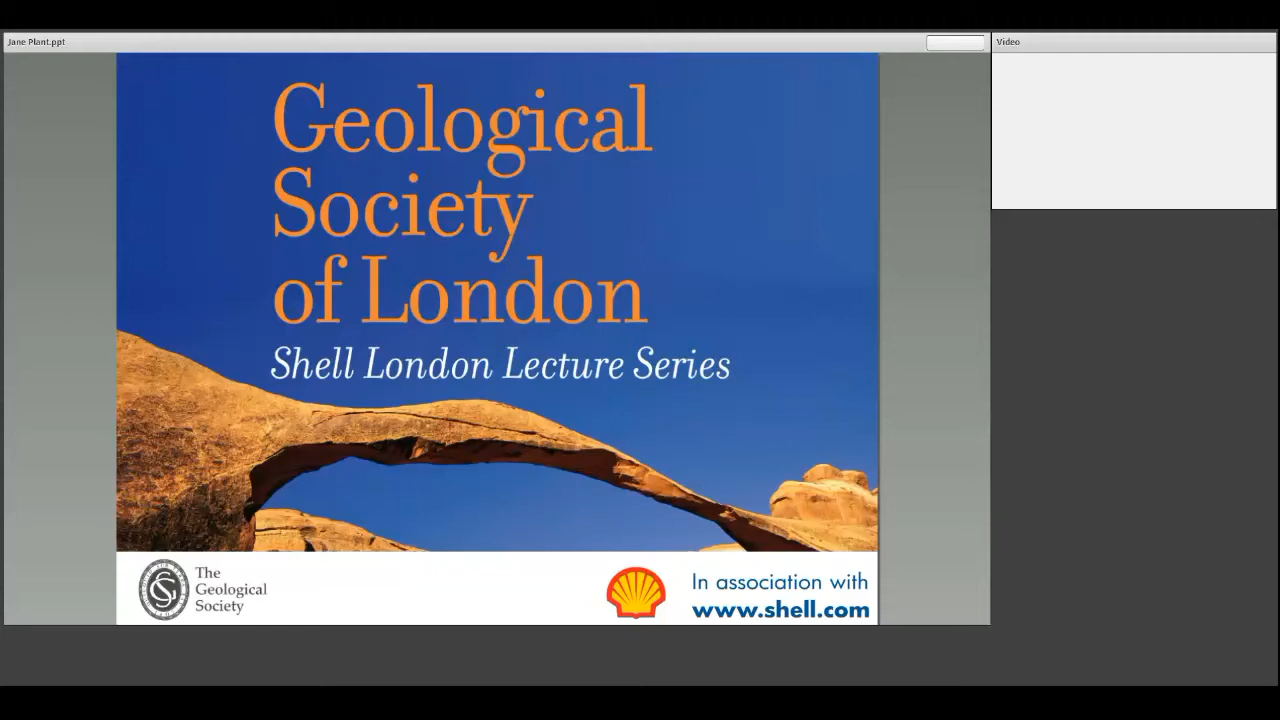 Jane Plant.ppt
Video
Geological
Society
of London
Shell London Lecture Series
The
Geological
Society
In association with
www.shell.com